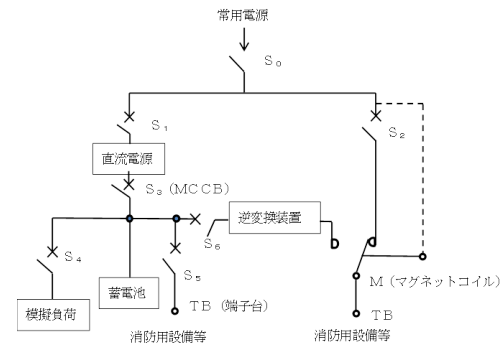 常用電源
S₀
S₁
S₂
直流電源
S₃（MCCB）
逆変換装置
S₄
S₅
S₆
蓄電池
M（マグネットコイル）
模擬負荷
TB（端子台）
TB
消防用設備等
消防用設備等